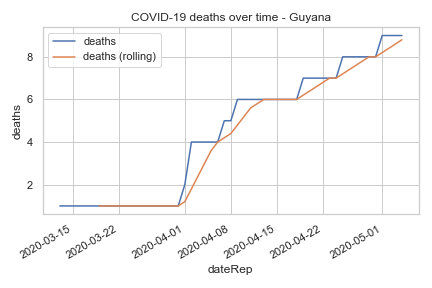 COVID-19 deaths over time - Guyana
deaths
deaths (rolling)
deaths
8
6
4
2
2020-03-15
2020-03-22
2020-04-01
2020-04-08
2020-04-15
2020-04-22
2020-05-01
dateRep